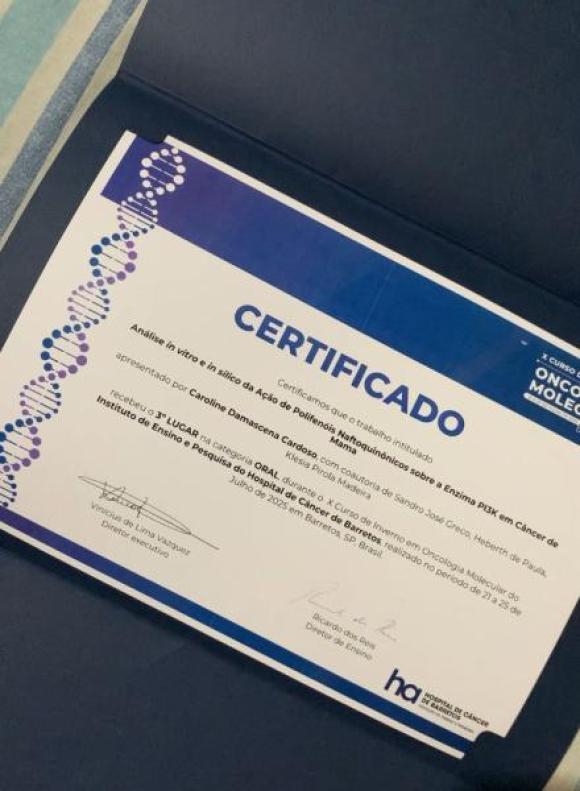 X CURSO D
ONCO
MOLEC
CERTIFICADO
Certificamos que o trabalho intitulado
Análise in vitro e in silico da Ação de Polifenóis Naftoquinônicos sobre a Enzima PI3K em Câncer de
Mama
apresentado por Caroline Damascena Cardoso, com coautoria de Sandro José Greco, Heberth de Paula,
Klesia Pirola Madeira
recebeu o 3º LUGAR na categoria ORAL, durante o X Curso de Inverno em Oncologia Molecular do
Instituto de Ensino e Pesquisa do Hospital de Câncer de Barretos, realizado no período de 21 a 25 de
Julho de 2025 em Barretos, SP, Brasil.
Vinicius de Lima Vazquez
Diretor executivo
Ricardo dos Reis
Diretor de Ensino
ha HOSPITAL DE CÂNCER
DE BARRETOS